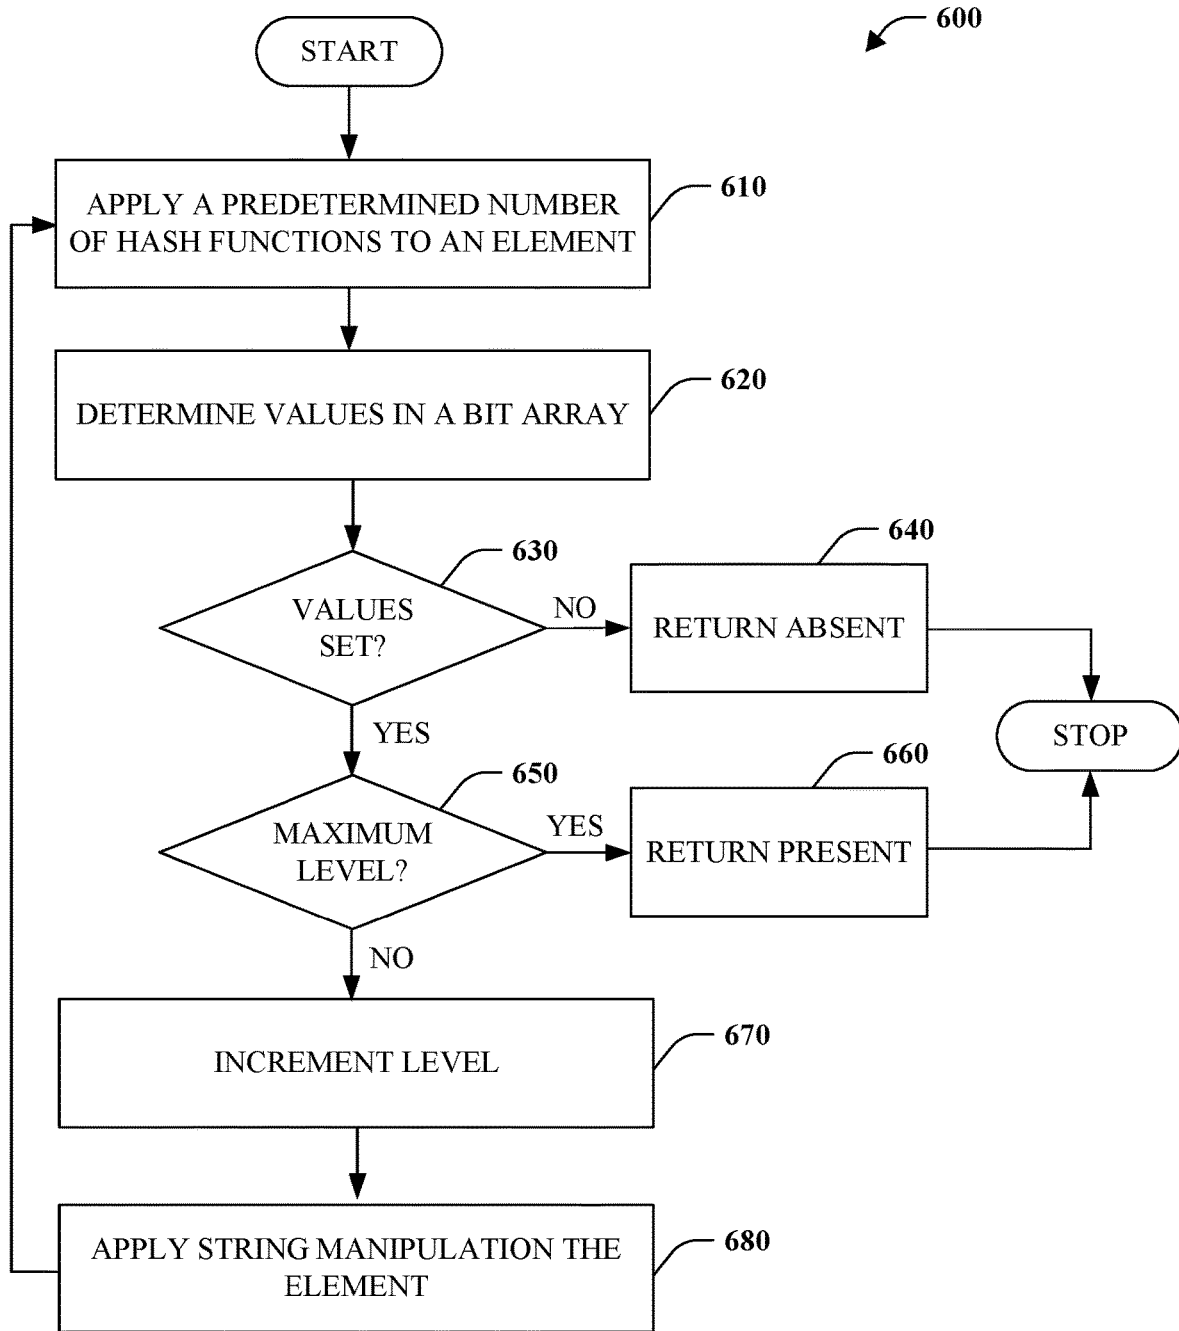 600
START
APPLY A PREDETERMINED NUMBER
OF HASH FUNCTIONS TO AN ELEMENT
610
DETERMINE VALUES IN A BIT ARRAY
620
VALUES
SET?
630
NO
RETURN ABSENT
640
YES
STOP
MAXIMUM
LEVEL?
650
YES
RETURN PRESENT
660
NO
INCREMENT LEVEL
670
APPLY STRING MANIPULATION THE
ELEMENT
680